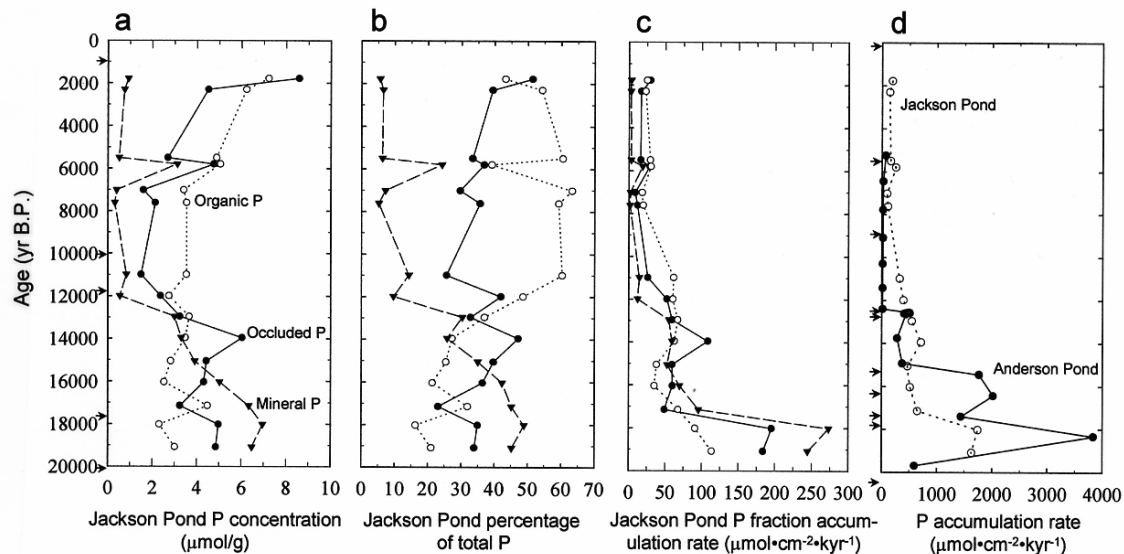 a
b
c
d
Age (yr B.P.)
0
2000
4000
6000
8000
10000
12000
14000
16000
18000
20000
Organic P
Occluded P
Mineral P
Jackson Pond
Anderson Pond
0 2 4 6 8 10
0 10 20 30 40 50 60 70
0 50 100 150 200 250 300
0 1000 2000 3000 4000
Jackson Pond P concentration
(μmol/g)
Jackson Pond percentage
of total P
Jackson Pond P fraction accum-
ulation rate (μmol•cm⁻²•kyr⁻¹)
P accumulation rate
(μmol•cm⁻²•kyr⁻¹)